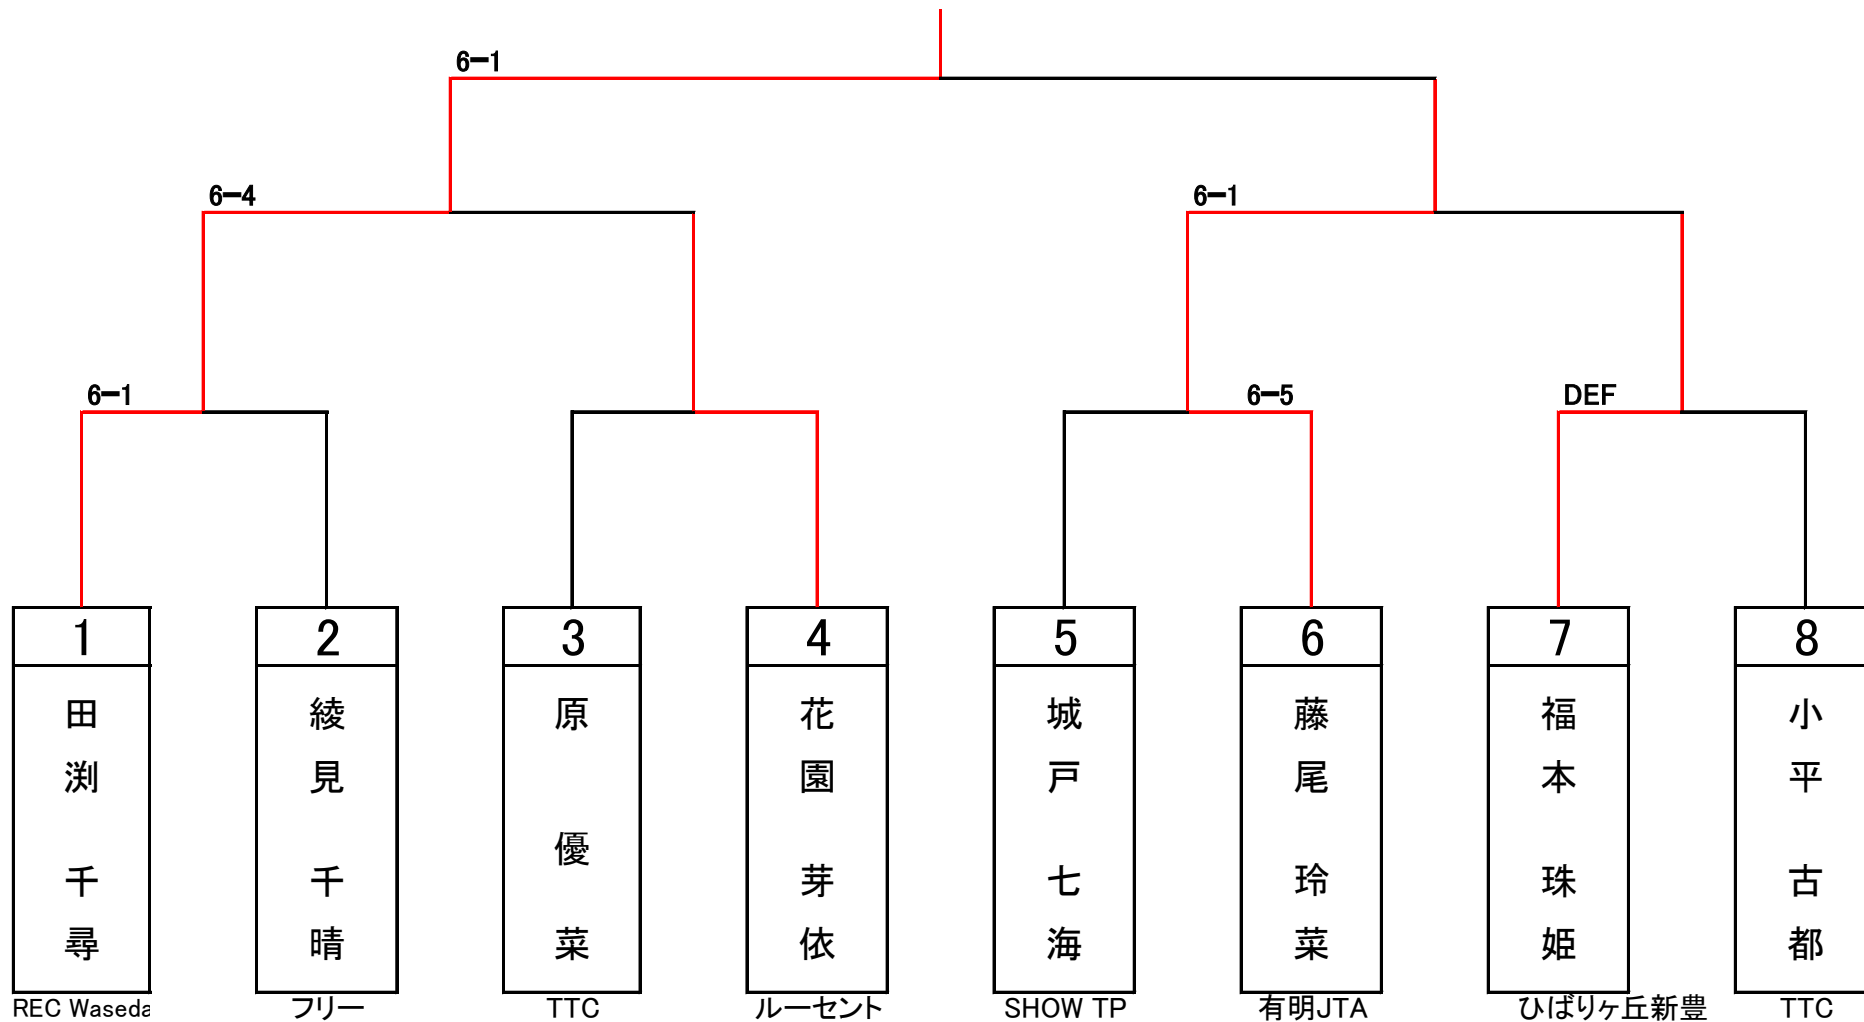 6-1
6-4
6-1
6-1
6-5
DEF
1
2
3
4
5
6
7
8
田渕 千尋
綾見 千晴
原 優菜
花園 芽依
城戸 七海
藤尾 玲菜
福本 珠姫
小平 古都
REC Waseda
フリー
TTC
ルーセント
SHOW TP
有明JTA
ひばりヶ丘新豊
TTC